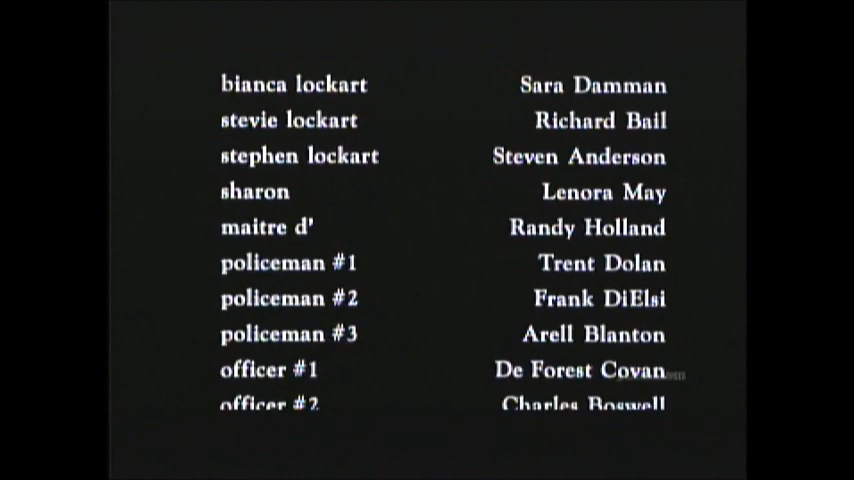 bianca lockart Sara Damman
stevie lockart Richard Bail
stephen lockart Steven Anderson
sharon Lenora May
maitre d' Randy Holland
policeman #1 Trent Dolan
policeman #2 Frank DiElsi
policeman #3 Arell Blanton
officer #1 De Forest Covan
officer #2 Charles Boswell